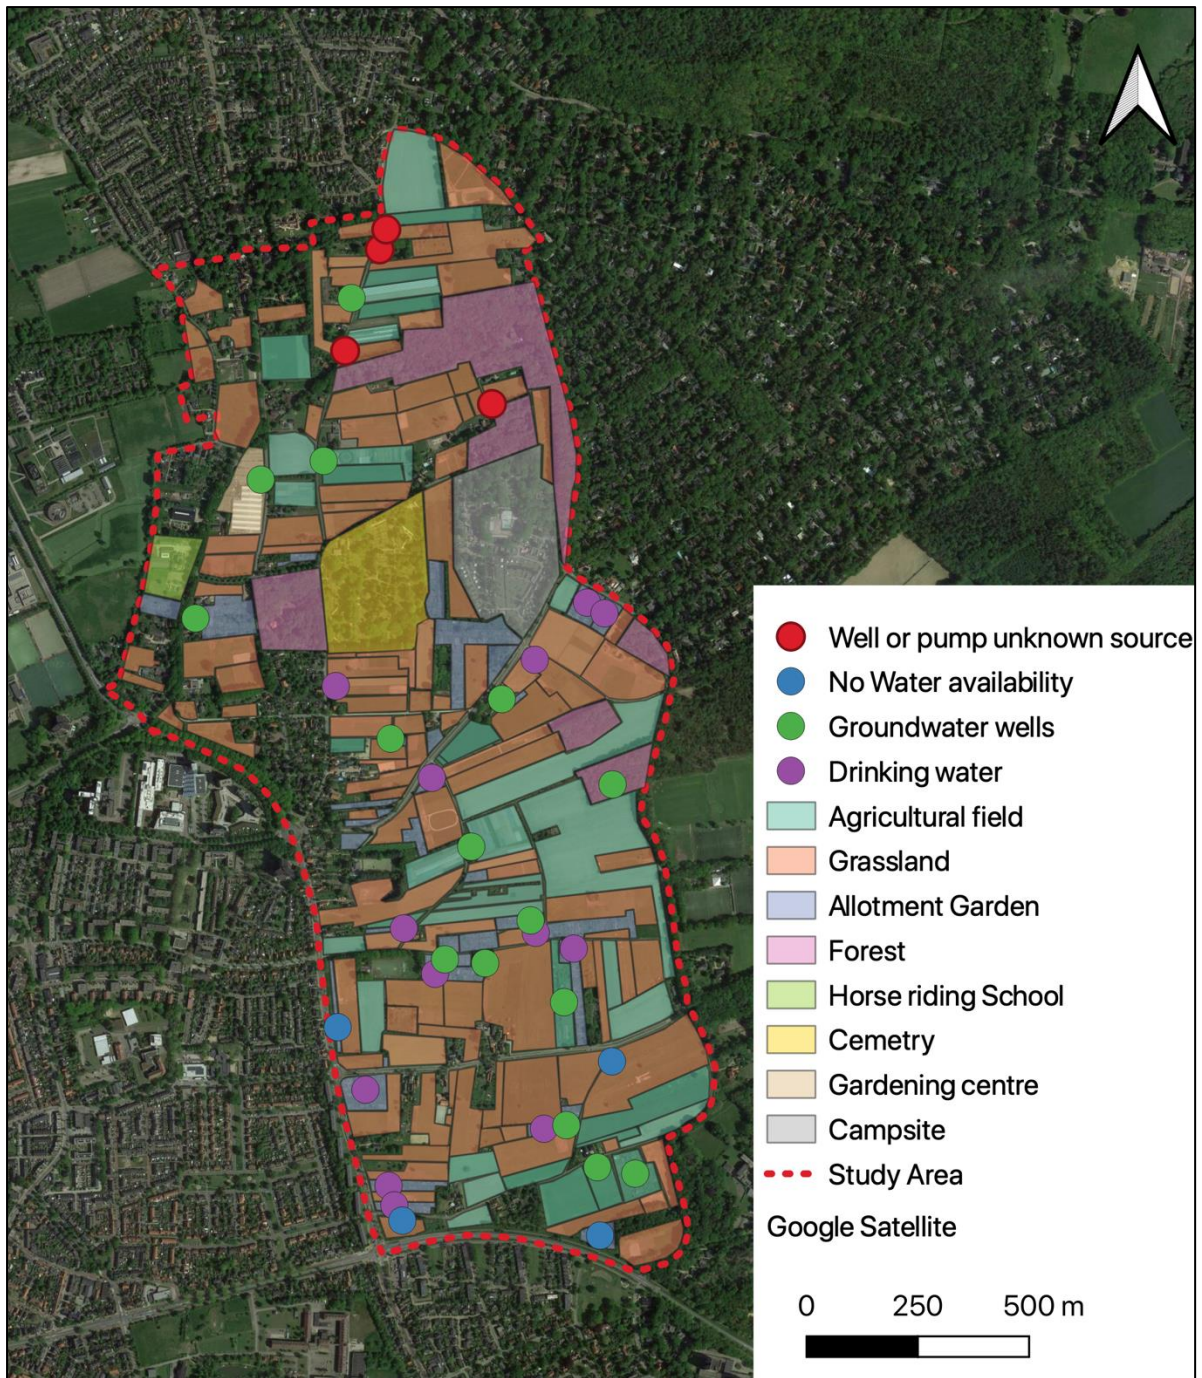 Well or pump unknown source
No Water availability
Groundwater wells
Drinking water
Agricultural field
Grassland
Allotment Garden
Forest
Horse riding School
Cemetry
Gardening centre
Campsite
Study Area
Google Satellite
0 250 500 m